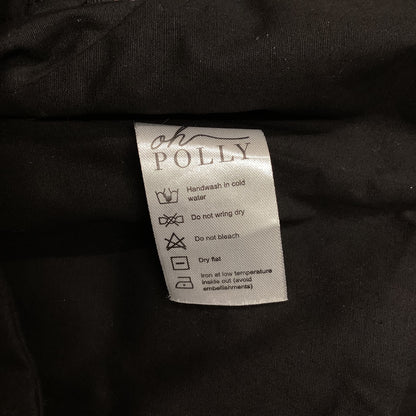 oh
POLLY
Handwash in cold
water
Do not wring dry
Do not bleach
Dry flat
Iron at low temperature
inside out (avoid
embellishments)